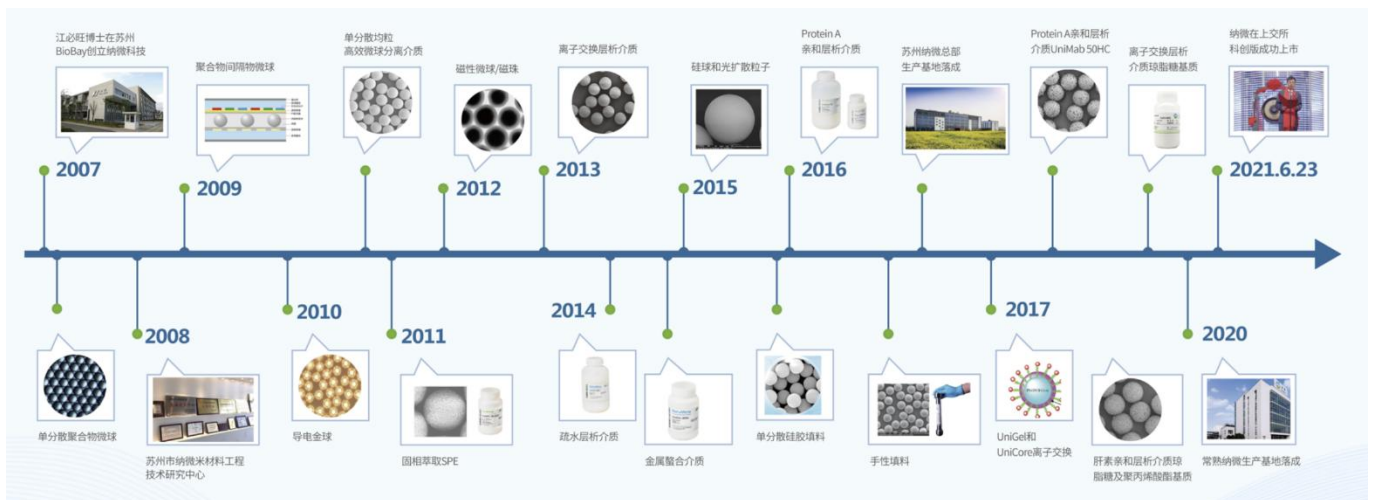 江必旺博士在苏州
BioBay创立纳微科技
2007
聚合物间隔物微球
2009
单分散均粒
高效微球分离介质
磁性微球/磁珠
2012
离子交换层析介质
2013
硅球和光扩散粒子
2015
Protein A
亲和层析介质
2016
苏州纳微总部
生产基地落成
Protein A亲和层析
介质UniMab 50HC
离子交换层析
介质琼脂糖基质
纳微在上交所
科创版成功上市
2021.6.23
单分散聚合物微球
2008
苏州市纳微米材料工程
技术研究中心
2010
导电金球
2011
固相萃取SPE
2014
疏水层析介质
金属螯合介质
单分散硅胶填料
手性填料
2017
UniGel和
UniCore离子交换
肝素亲和层析介质琼
脂糖及聚丙烯酸酯基质
2020
常熟纳微生产基地落成